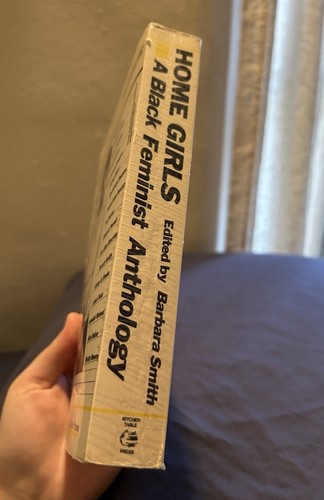 HOME GIRLS
A Black Feminist Anthology
Edited by Barbara Smith
KITCHEN
TABLE
PRESS